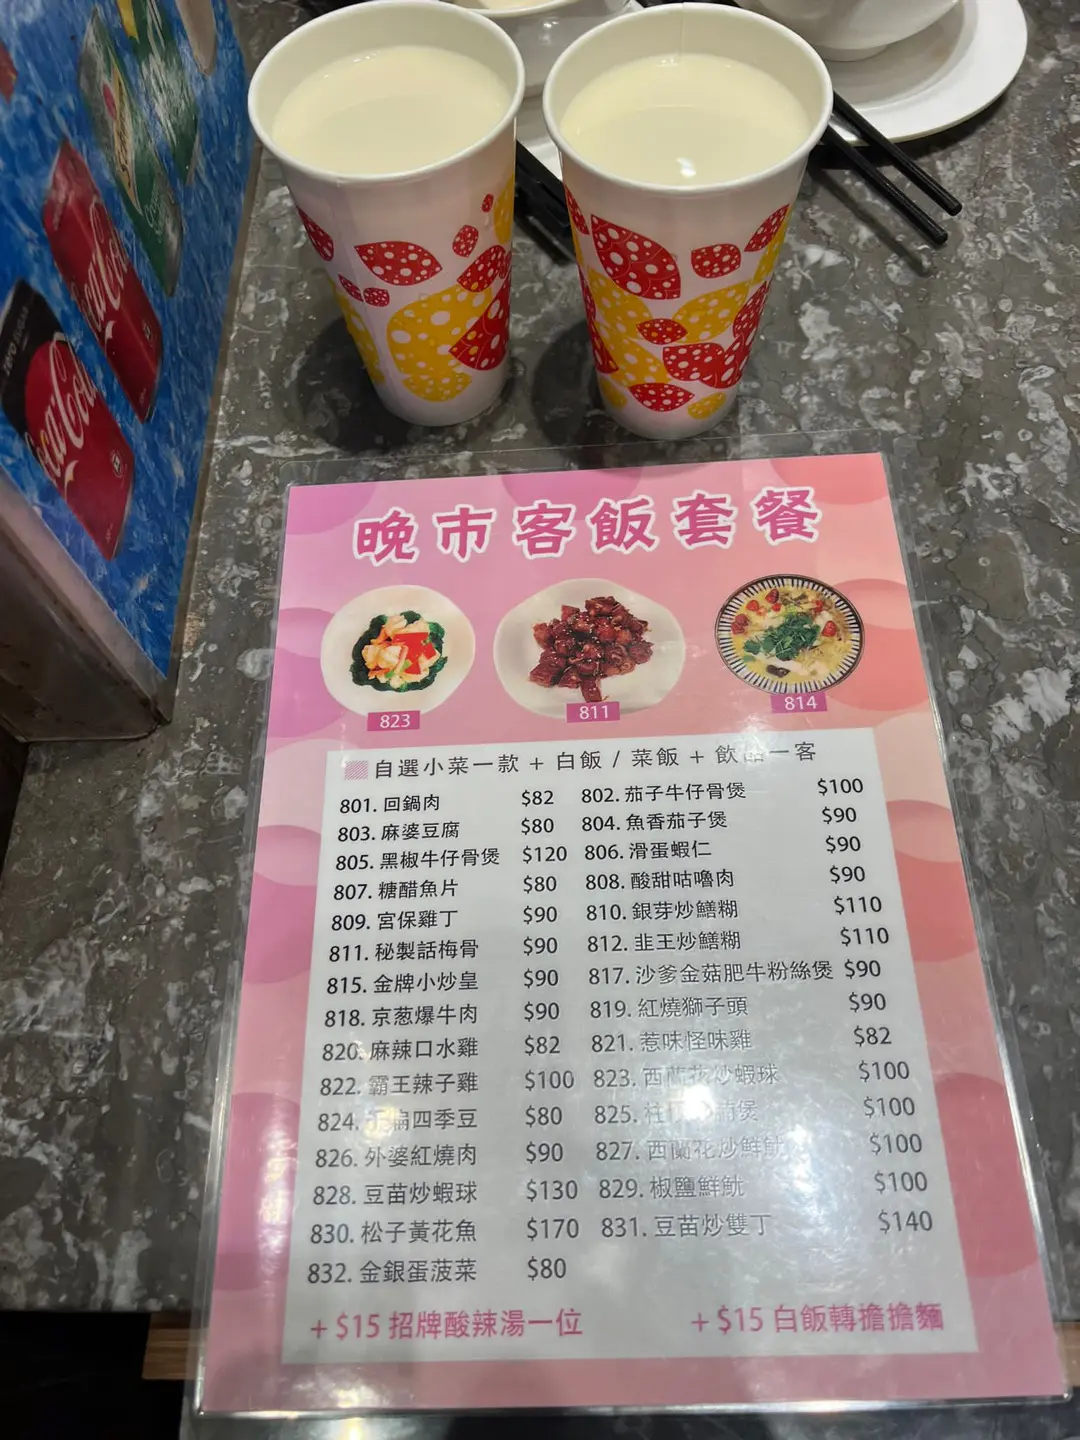 Coca-Cola
Coca-Cola
晚市客飯套餐
823
811
814
自選小菜一款 + 白飯 / 菜飯 + 飲品一客
801. 回鍋肉 $82 802. 茄子牛仔骨煲 $100
803. 麻婆豆腐 $80 804. 魚香茄子煲 $90
805. 黑椒牛仔骨煲 $120 806. 滑蛋蝦仁 $90
807. 糖醋魚片 $80 808. 酸甜咕嚕肉 $90
809. 宮保雞丁 $90 810. 銀芽炒鱔糊 $110
811. 秘製話梅骨 $90 812. 韭王炒鱔糊 $110
815. 金牌小炒皇 $90 817. 沙爹金菇肥牛粉絲煲 $90
818. 京葱爆牛肉 $90 819. 紅燒獅子頭 $90
820. 麻辣口水雞 $82 821. 惹味怪味雞 $82
822. 霸王辣子雞 $100 823. 西蘭花炒蝦球 $100
824. 四季豆 $80 825. 煲 $100
826. 外婆紅燒肉 $90 827. 西蘭花炒鮮魷 $100
828. 豆苗炒蝦球 $130 829. 椒鹽鮮魷 $100
830. 松子黃花魚 $170 831. 豆苗炒雙丁 $140
832. 金銀蛋菠菜 $80
+ $15 招牌酸辣湯一位 + $15 白飯轉擔擔麵